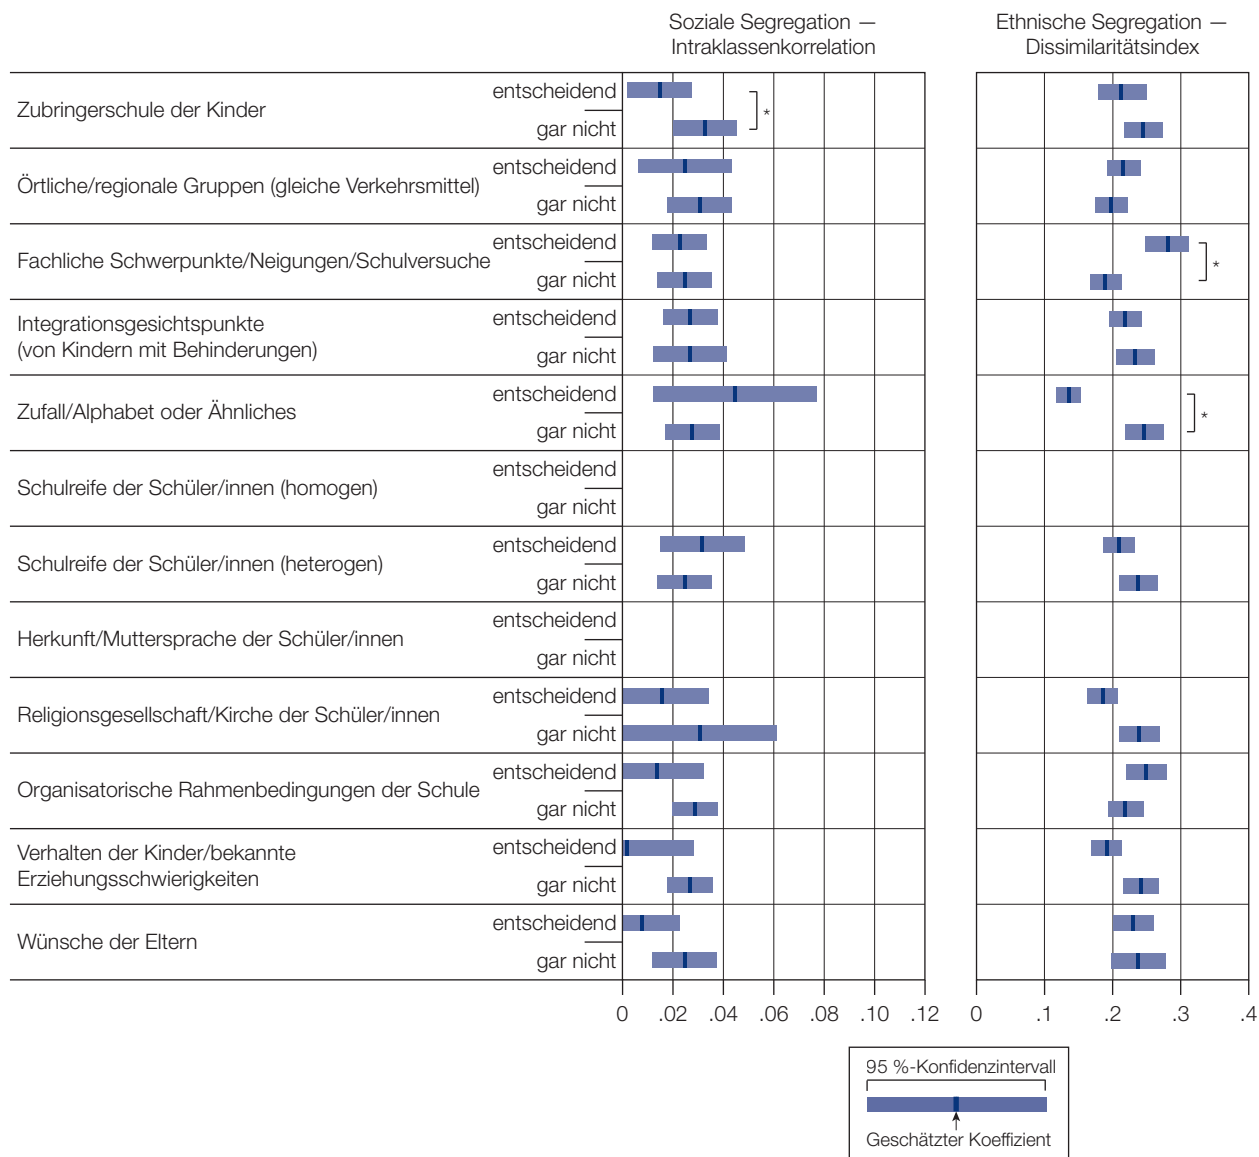 Soziale Segregation —
Intraklassenkorrelation
Ethnische Segregation —
Dissimilaritätsindex
Zubringerschule der Kinder
entscheidend
gar nicht
*
Örtliche/regionale Gruppen (gleiche Verkehrsmittel)
entscheidend
gar nicht
Fachliche Schwerpunkte/Neigungen/Schulversuche
entscheidend
gar nicht
*
Integrationsgesichtspunkte
(von Kindern mit Behinderungen)
entscheidend
gar nicht
Zufall/Alphabet oder Ähnliches
entscheidend
gar nicht
*
Schulreife der Schüler/innen (homogen)
entscheidend
gar nicht
Schulreife der Schüler/innen (heterogen)
entscheidend
gar nicht
Herkunft/Muttersprache der Schüler/innen
entscheidend
gar nicht
Religionsgesellschaft/Kirche der Schüler/innen
entscheidend
gar nicht
Organisatorische Rahmenbedingungen der Schule
entscheidend
gar nicht
Verhalten der Kinder/bekannte
Erziehungsschwierigkeiten
entscheidend
gar nicht
Wünsche der Eltern
entscheidend
gar nicht
0 .02 .04 .06 .08 .10 .12
0 .1 .2 .3 .4
95 %-Konfidenzintervall
Geschätzter Koeffizient